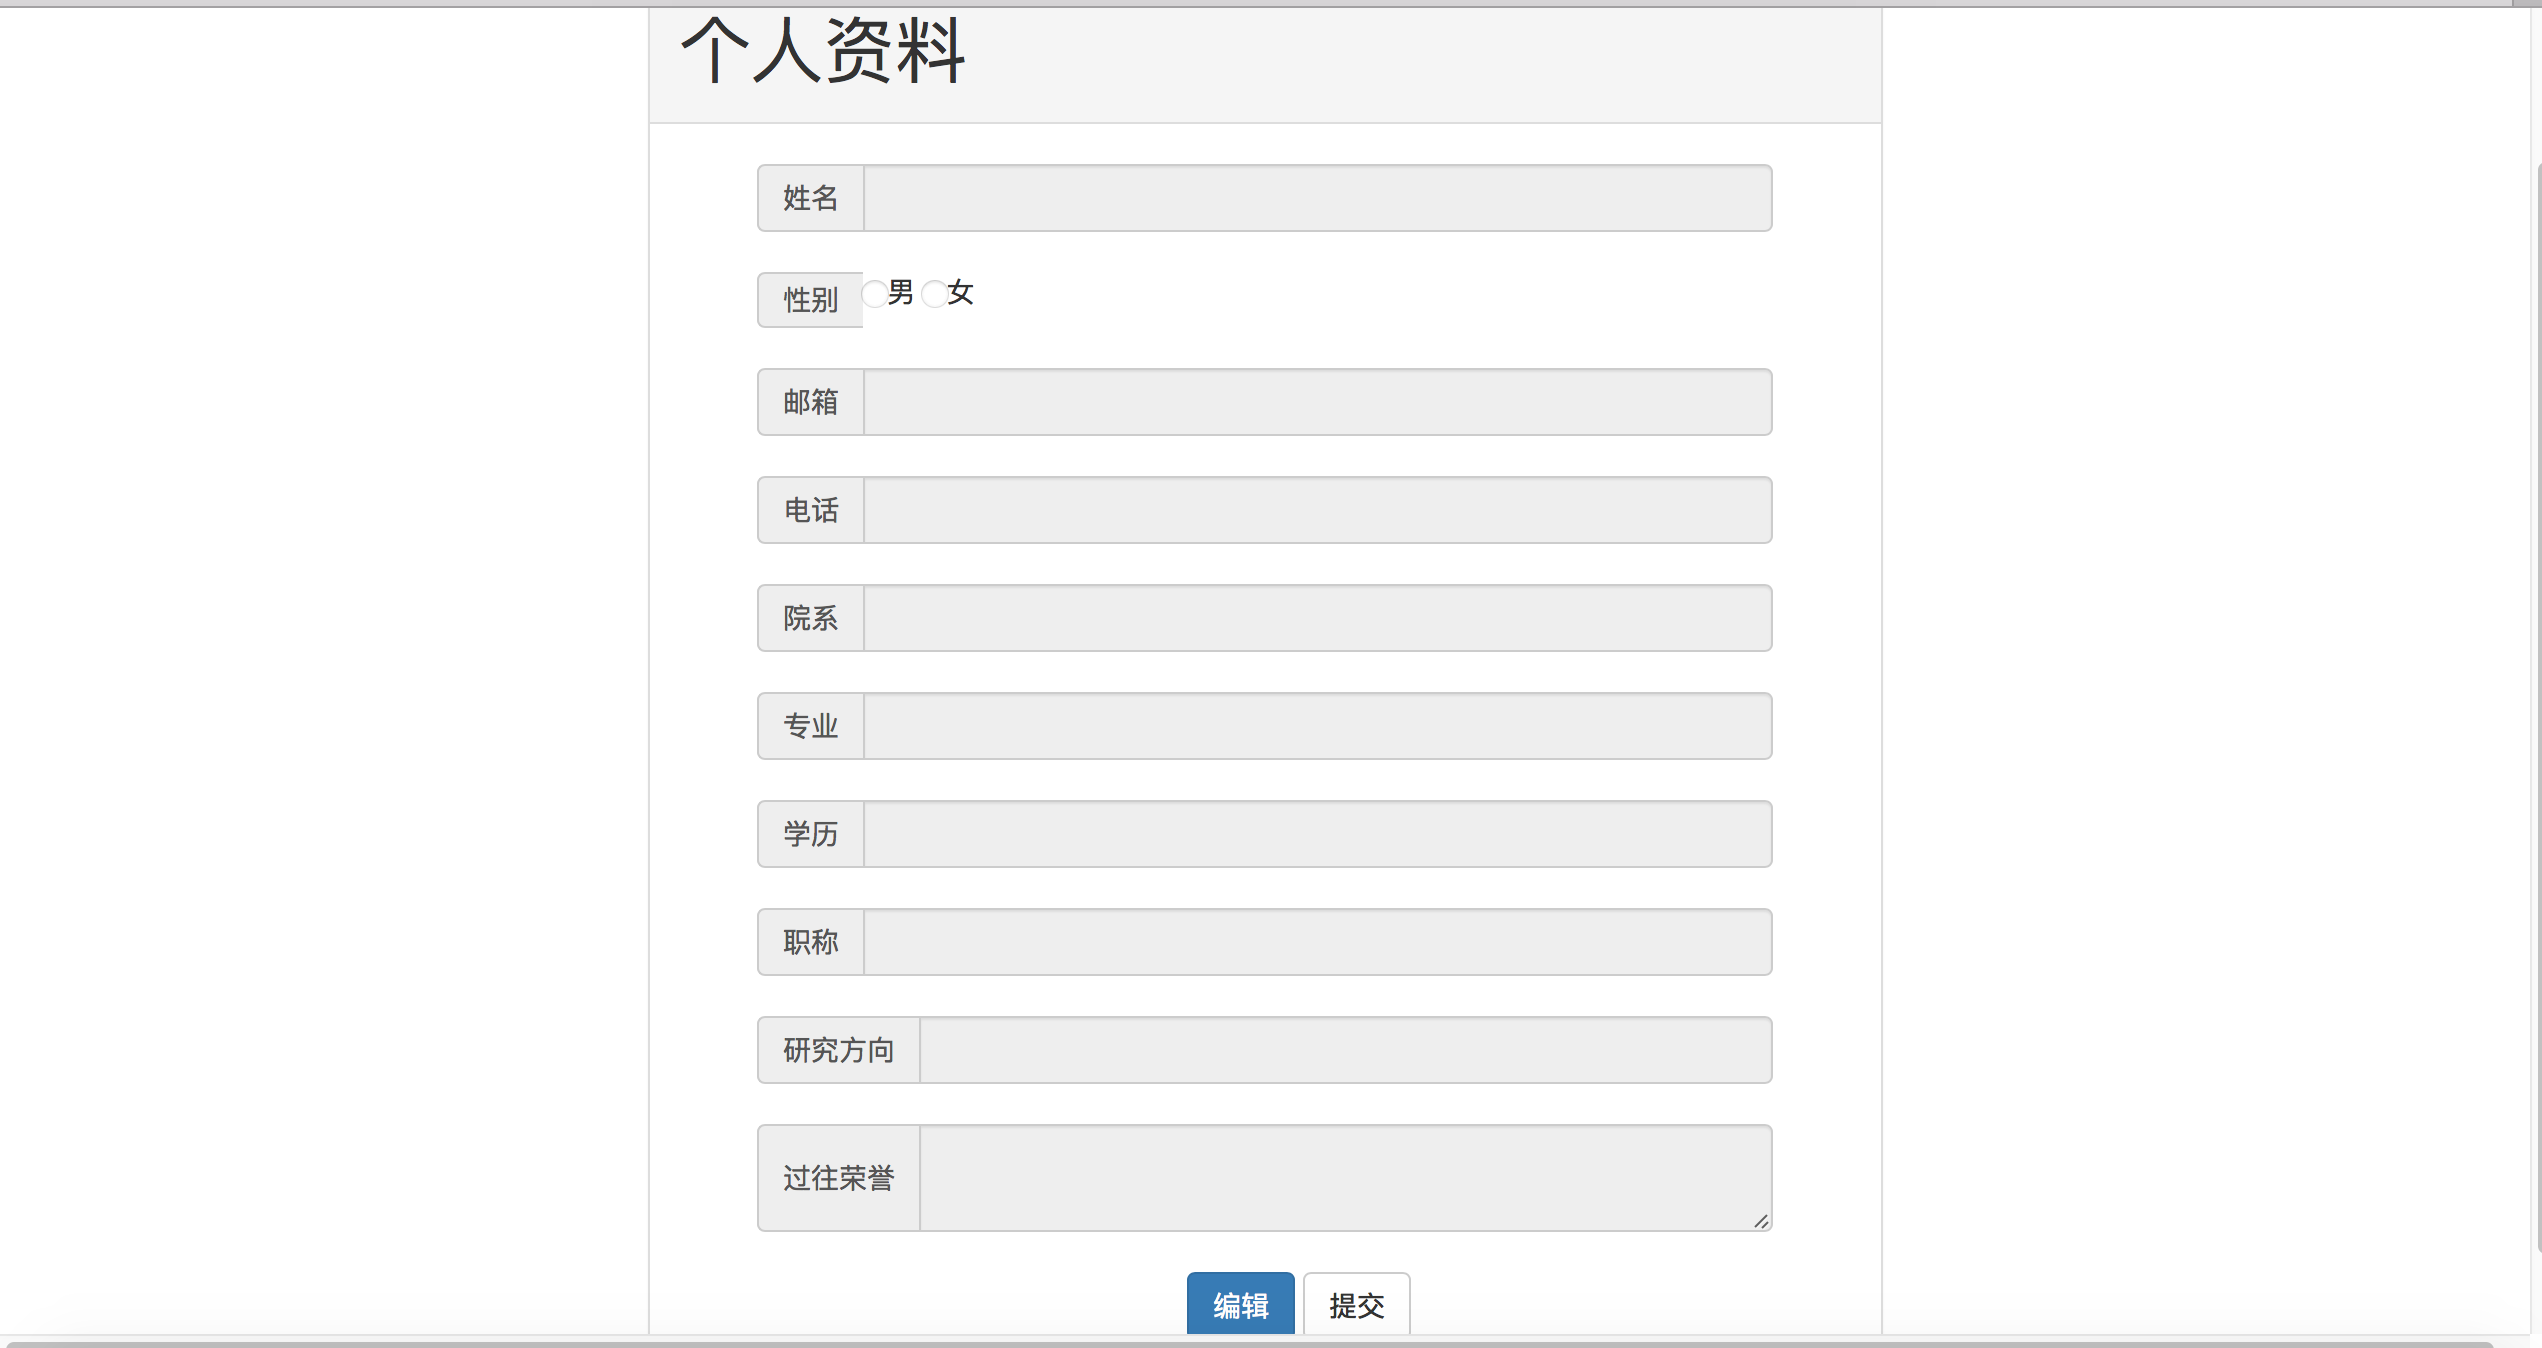 个人资料
姓名
性别 男 女
邮箱
电话
院系
专业
学历
职称
研究方向
过往荣誉
编辑 提交